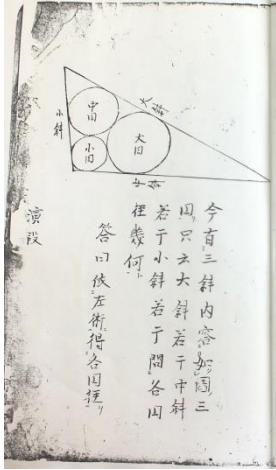 大斜
小斜
中斜
中円
小円
大円
今有三斜内容如圖三
円只云大斜若干中斜
若干小斜若干問各円
径幾何
答曰依左術得各円径
演段